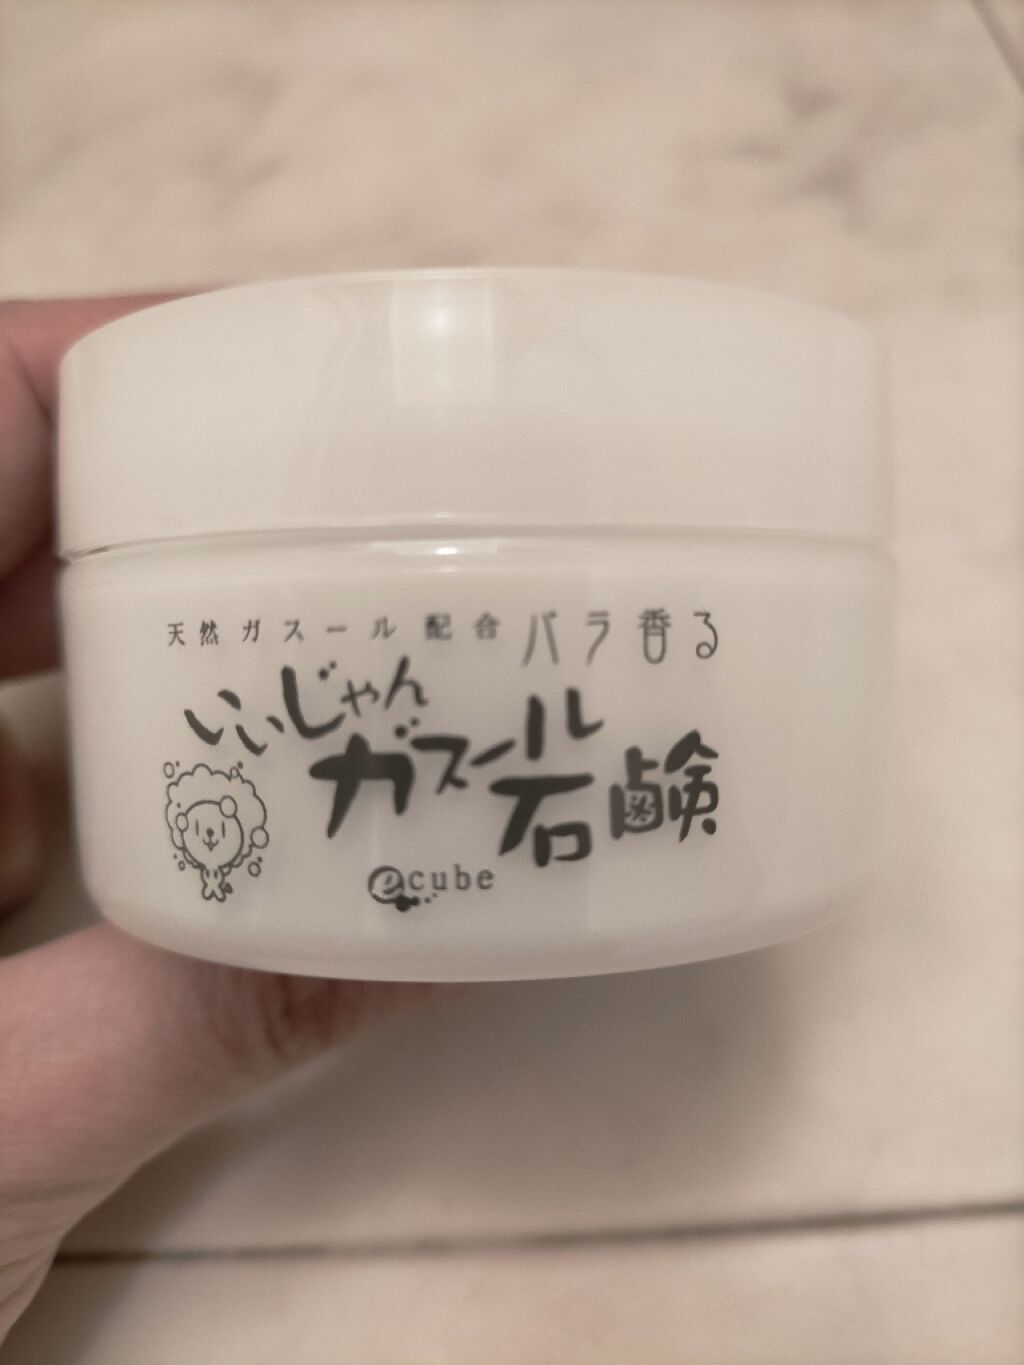 天然ガスール配合 バラ香る
いいじゃん
ガスール石鹸
ecube